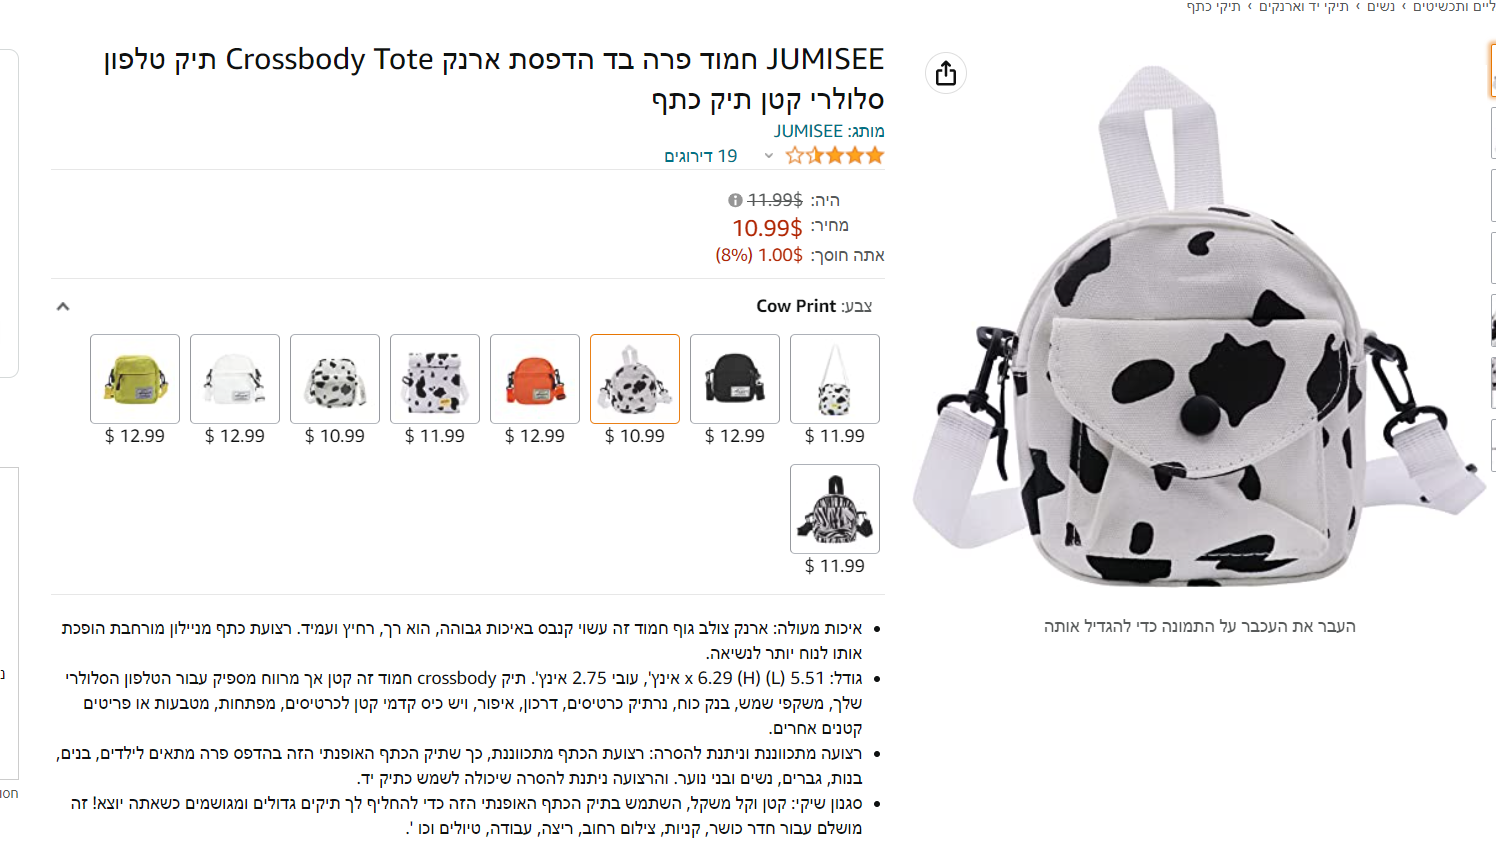 ליים ותכשיטים › נשים › תיקי יד וארנקים › תיקי כתף
JUMISEE חמוד פרה בד הדפסת ארנק Crossbody Tote תיק טלפון
סלולרי קטן תיק כתף
מותג: JUMISEE
19 דירוגים
היה: 11.99$
מחיר: 10.99$
אתה חוסך: 1.00$ (8%)
צבע: Cow Print
$ 11.99
$ 12.99
$ 10.99
$ 12.99
$ 11.99
$ 10.99
$ 12.99
$ 12.99
$ 11.99
איכות מעולה: ארנק צולב גוף חמוד זה עשוי קנבס באיכות גבוהה, הוא רך, רחיץ ועמיד. רצועת כתף מניילון מורחבת הופכת
אותו לנוח יותר לנשיאה.
גודל: 5.51 (L) x 6.29 (H) אינץ', עובי 2.75 אינץ'. תיק crossbody חמוד זה קטן אך מרווח מספיק עבור הטלפון הסלולרי
שלך, משקפי שמש, בנק כוח, נרתיק כרטיסים, דרכון, איפור, ויש כיס קדמי קטן לכרטיסים, מפתחות, מטבעות או פריטים
קטנים אחרים.
רצועה מתכווננת וניתנת להסרה: רצועת הכתף מתכווננת, כך שתיק הכתף האופנתי הזה בהדפס פרה מתאים לילדים, בנים,
בנות, גברים, נשים ובני נוער. והרצועה ניתנת להסרה שיכולה לשמש כתיק יד.
סגנון שיקי: קטן וקל משקל, השתמש בתיק הכתף האופנתי הזה כדי להחליף לך תיקים גדולים ומגושמים כשאתה יוצא! זה
מושלם עבור חדר כושר, קניות, צילום רחוב, ריצה, עבודה, טיולים וכו '.
העבר את העכבר על התמונה כדי להגדיל אותה